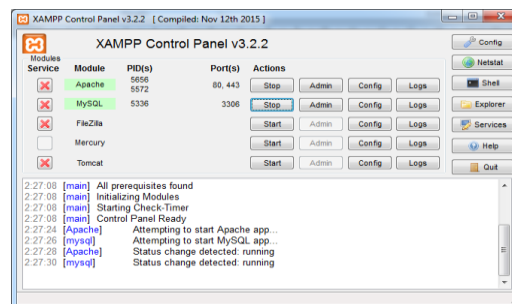 XAMPP Control Panel v3.2.2 [ Compiled: Nov 12th 2015 ]
XAMPP Control Panel v3.2.2
Config
Modules
Service Module PID(s) Port(s) Actions
Netstat
Apache 5656 5572 80, 443 Stop Admin Config Logs
Shell
MySQL 5336 3306 Stop Admin Config Logs
Explorer
FileZilla Start Admin Config Logs
Services
Mercury Start Admin Config Logs
Help
Tomcat Start Admin Config Logs
Quit
2:27:08 [main] All prerequisites found
2:27:08 [main] Initializing Modules
2:27:08 [main] Starting Check-Timer
2:27:08 [main] Control Panel Ready
2:27:24 [Apache] Attempting to start Apache app...
2:27:26 [mysql] Attempting to start MySQL app...
2:27:28 [Apache] Status change detected: running
2:27:30 [mysql] Status change detected: running